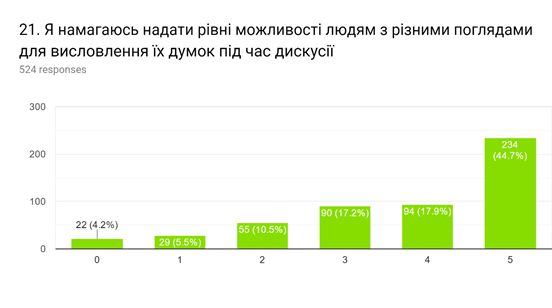 21. Я намагаюсь надати рівні можливості людям з різними поглядами
для висловлення їх думок під час дискусії
524 responses
300
200
100
0
22 (4.2%)
29 (5.5%)
55 (10.5%)
90 (17.2%)
94 (17.9%)
234
(44.7%)
0 1 2 3 4 5